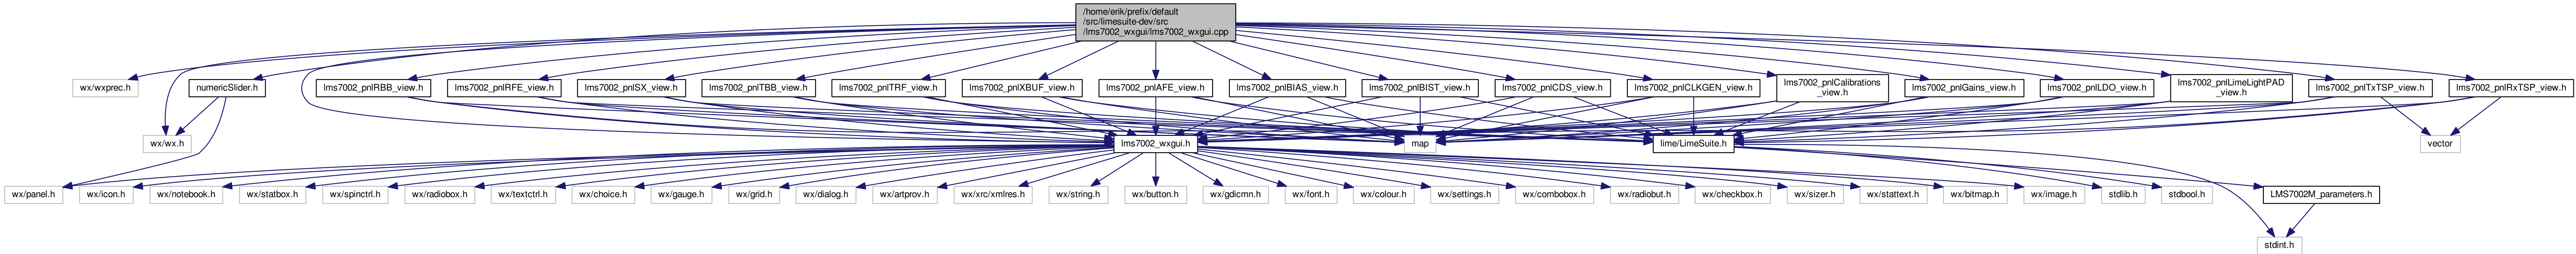 /home/erik/prefix/default
/src/limesuite-dev/src
/lms7002_wxgui/lms7002_wxgui.cpp
wx/wxprec.h
numericSlider.h
lms7002_pnlRBB_view.h
lms7002_pnlRFE_view.h
lms7002_pnlSX_view.h
lms7002_pnlTBB_view.h
lms7002_pnlTRF_view.h
lms7002_pnlXBUF_view.h
lms7002_pnlAFE_view.h
lms7002_pnlBIAS_view.h
lms7002_pnlBIST_view.h
lms7002_pnlCDS_view.h
lms7002_pnlCLKGEN_view.h
lms7002_pnlCalibrations
_view.h
lms7002_pnlGains_view.h
lms7002_pnlLDO_view.h
lms7002_pnlLimeLightPAD
_view.h
lms7002_pnlTxTSP_view.h
lms7002_pnlRxTSP_view.h
wx/wx.h
lms7002_wxgui.h
map
lime/LimeSuite.h
vector
wx/panel.h
wx/icon.h
wx/notebook.h
wx/statbox.h
wx/spinctrl.h
wx/radiobox.h
wx/textctrl.h
wx/choice.h
wx/gauge.h
wx/grid.h
wx/dialog.h
wx/artprov.h
wx/xrc/xmlres.h
wx/string.h
wx/button.h
wx/gdicmn.h
wx/font.h
wx/colour.h
wx/settings.h
wx/combobox.h
wx/radiobut.h
wx/checkbox.h
wx/sizer.h
wx/stattext.h
wx/bitmap.h
wx/image.h
stdlib.h
stdbool.h
LMS7002M_parameters.h
stdint.h